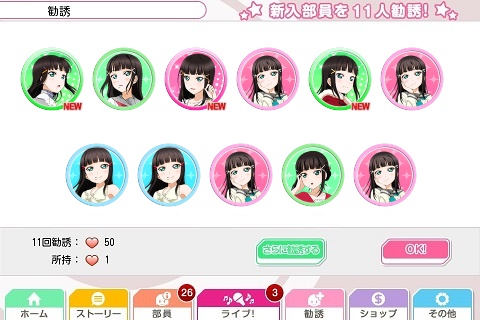 勧誘
新入部員を11人勧誘!
NEW
NEW
NEW
11回勧誘: 50
所持: 1
さらに勧誘する
OK!
26
3
ホーム
ストーリー
部員
ライブ!
勧誘
ショップ
その他